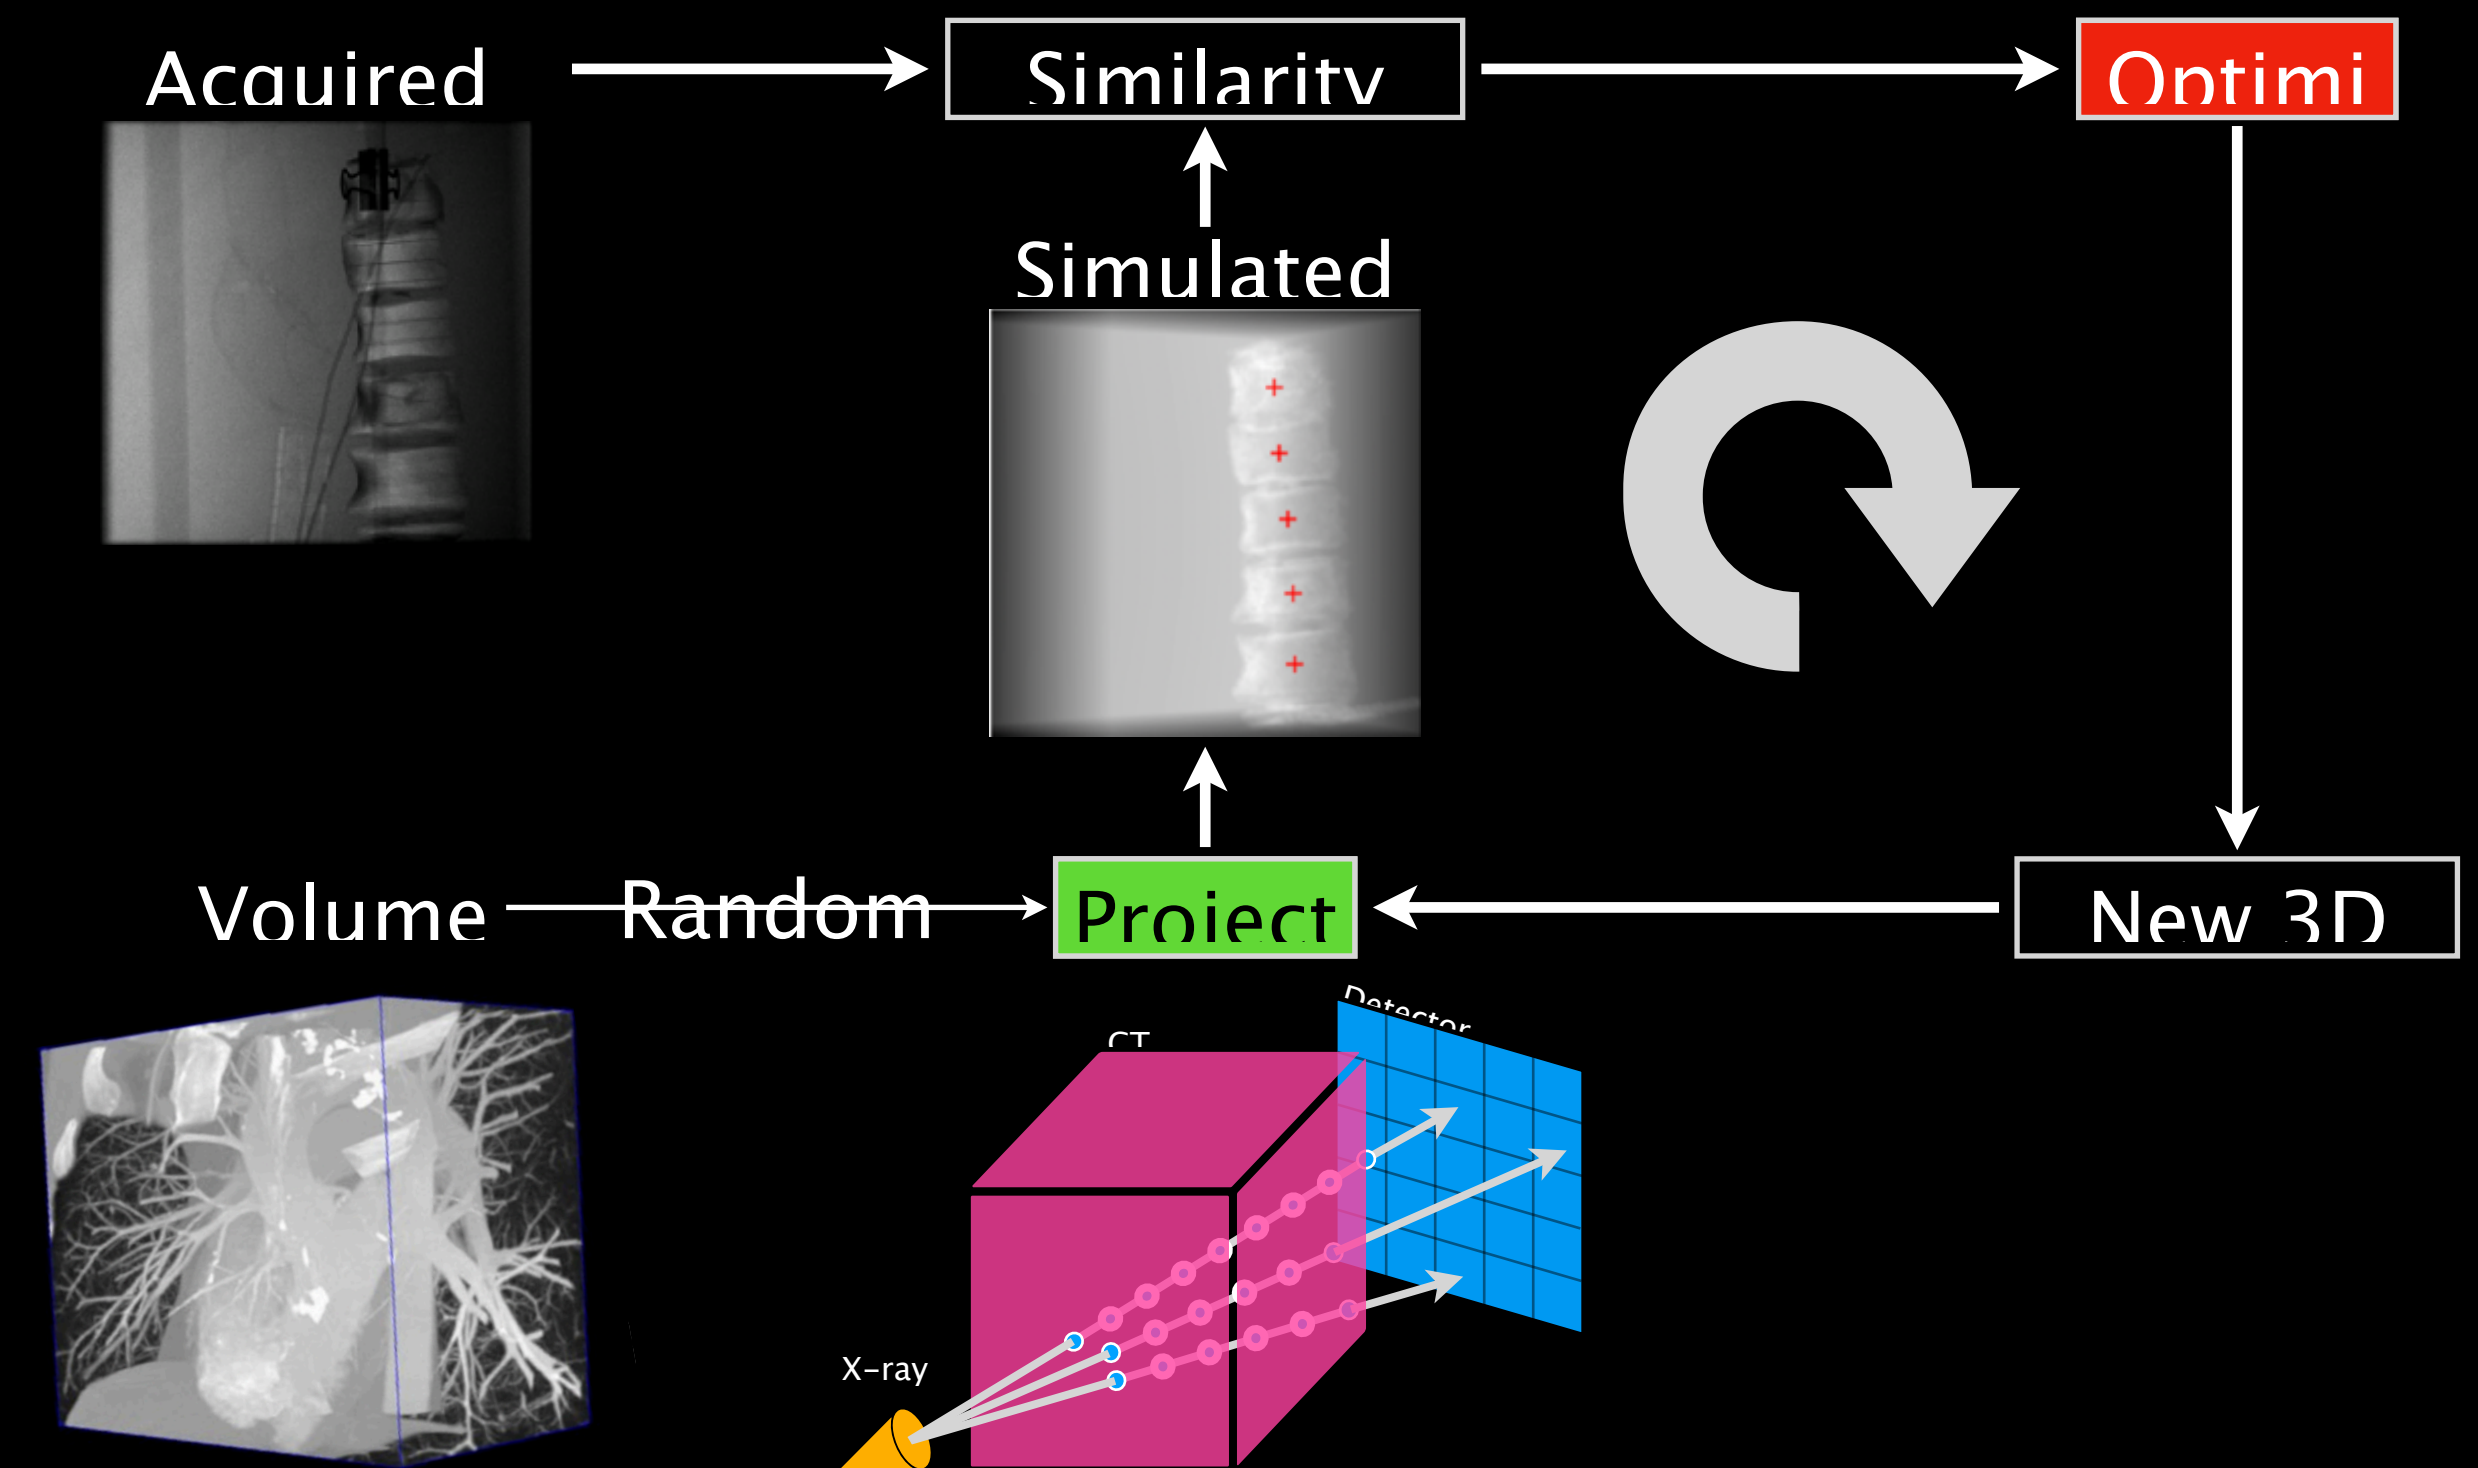 Acquired
Similarity
Optimi
Simulated
Volume
Random
Project
New 3D
Detector
CT
X-ray